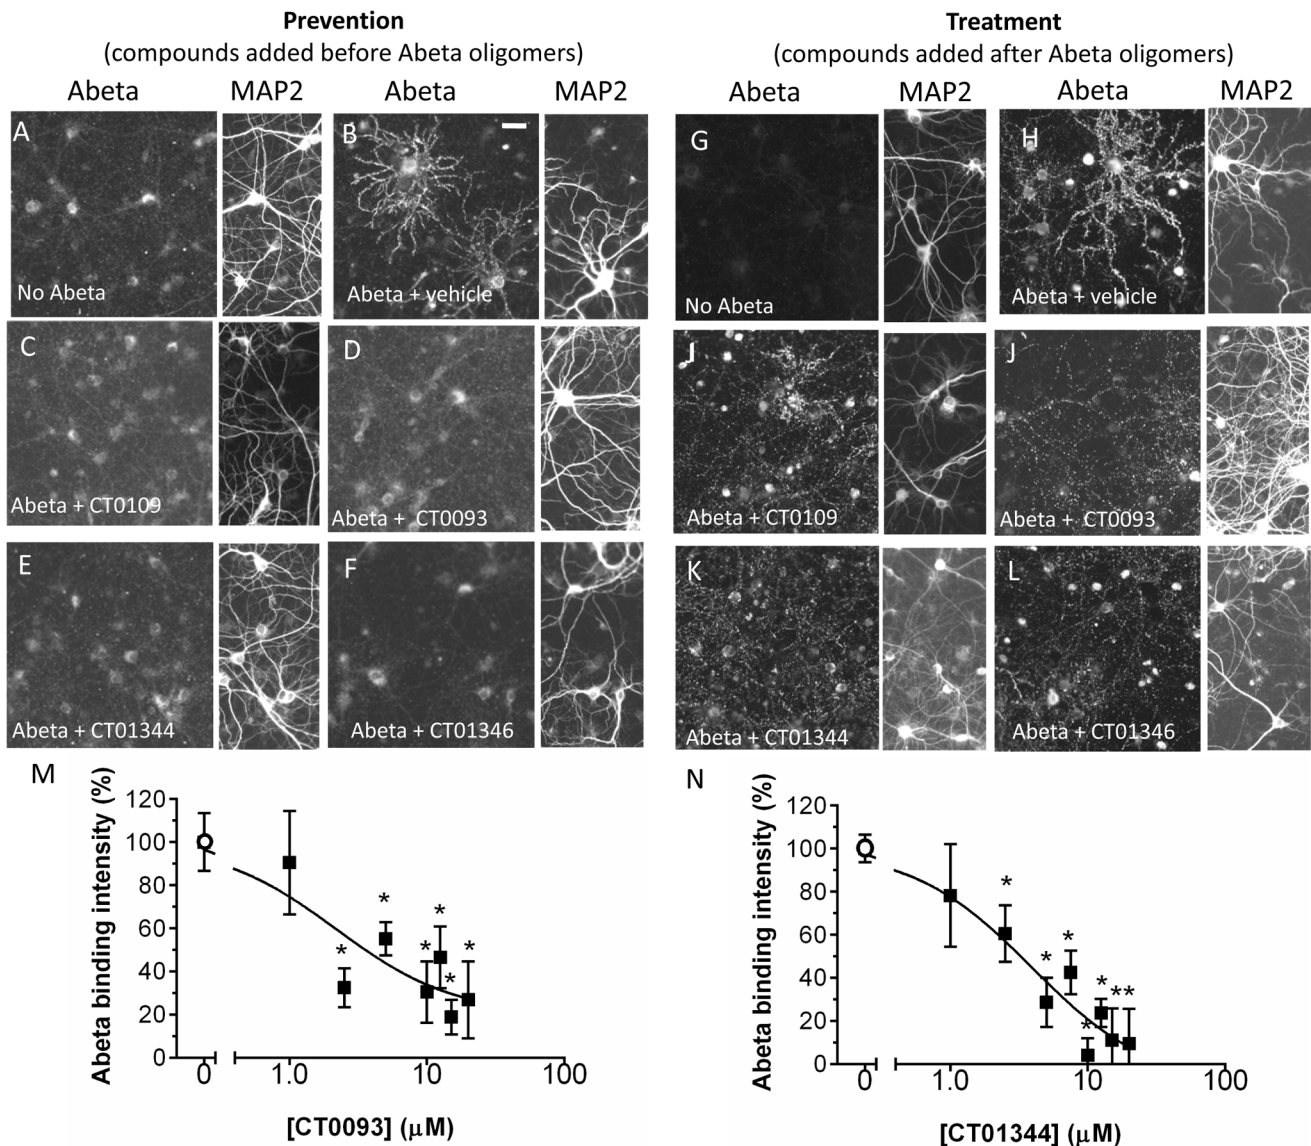 Prevention
(compounds added before Abeta oligomers)
Abeta MAP2 Abeta MAP2
A
No Abeta
B
Abeta + vehicle
C
Abeta + CT0109
D
Abeta + CT0093
E
Abeta + CT01344
F
Abeta + CT01346
Treatment
(compounds added after Abeta oligomers)
Abeta MAP2 Abeta MAP2
G
No Abeta
H
Abeta + vehicle
I
Abeta + CT0109
J
Abeta + CT0093
K
Abeta + CT01344
L
Abeta + CT01346
M
Abeta binding intensity (%)
120
100
80
60
40
20
0
* * * * * *
0 1.0 10 100
[CT0093] (μM)
N
Abeta binding intensity (%)
120
100
80
60
40
20
0
* * * * * **
0 1.0 10 100
[CT01344] (μM)